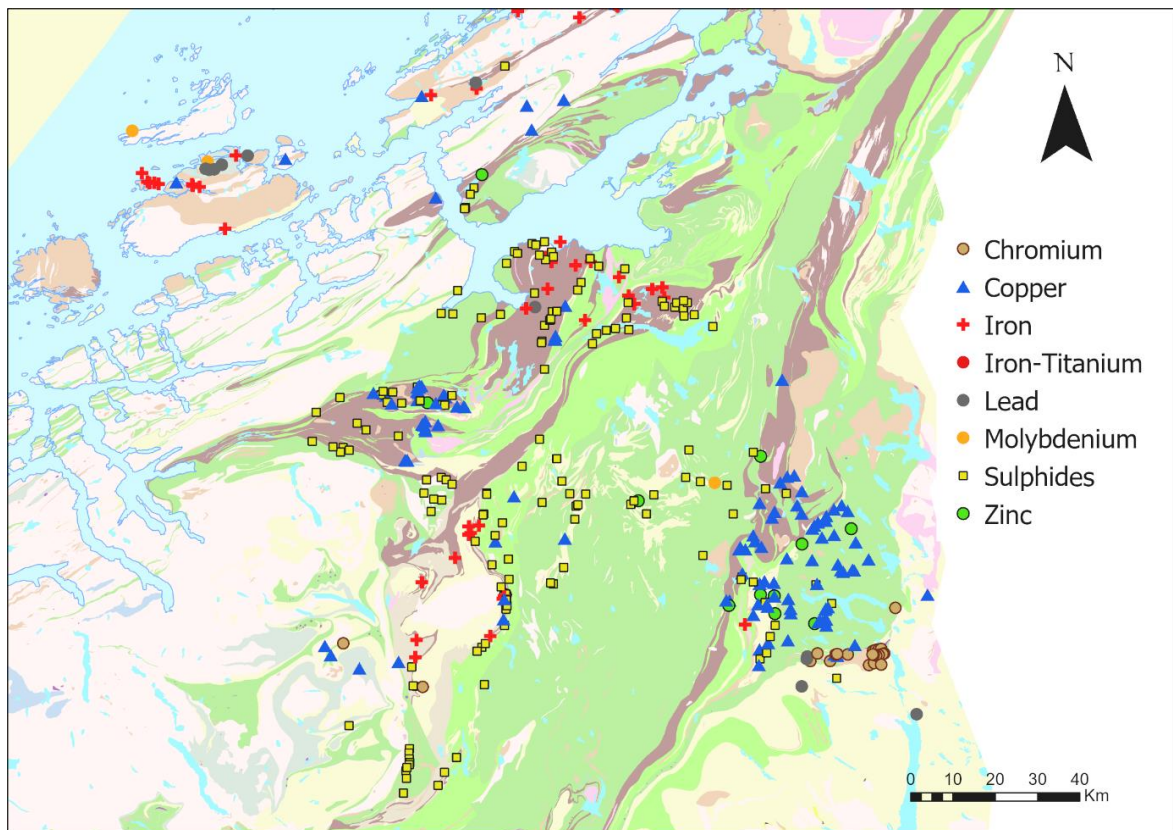 N
Chromium
Copper
Iron
Iron-Titanium
Lead
Molybdenium
Sulphides
Zinc
0 10 20 30 40
Km